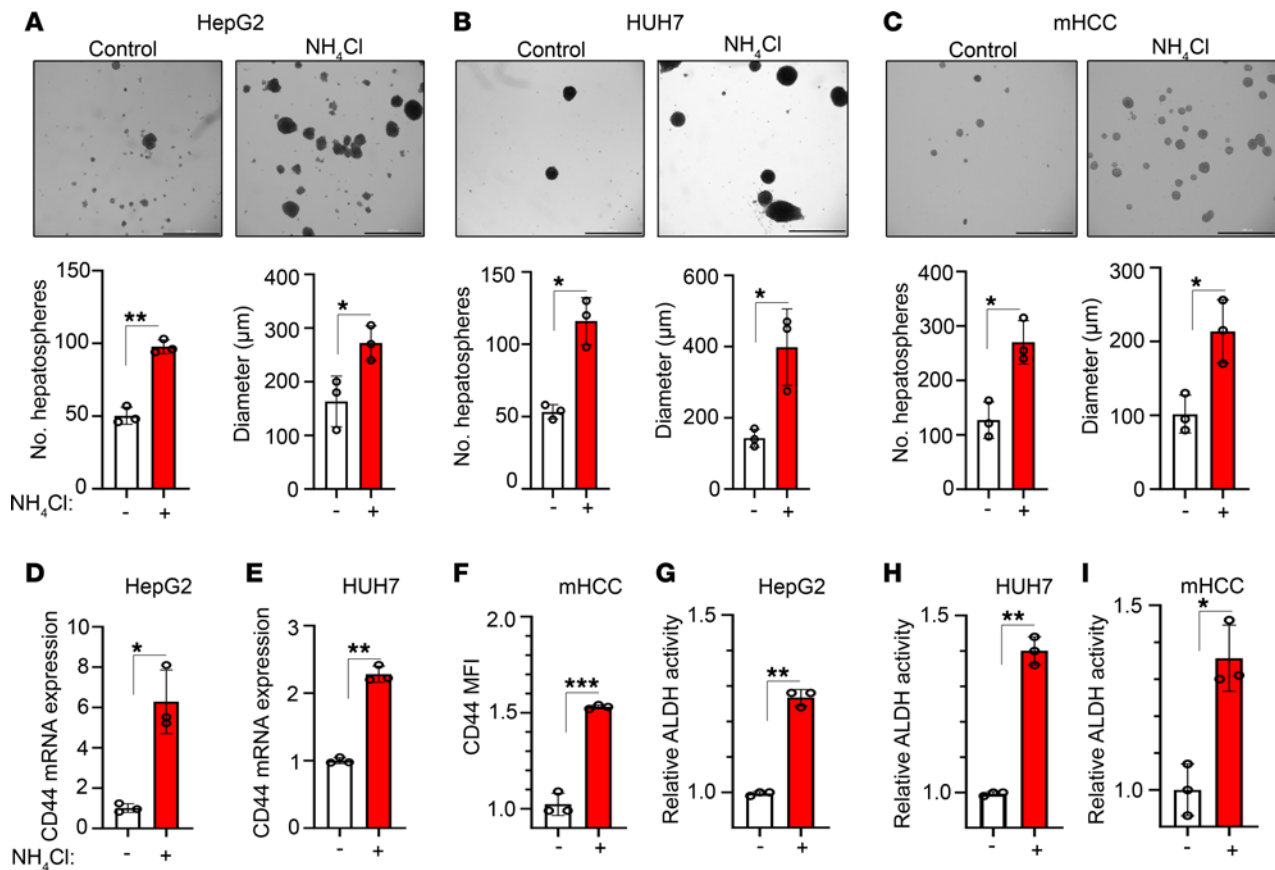 A HepG2
Control NH4Cl
B HUH7
Control NH4Cl
C mHCC
Control NH4Cl
No. hepatospheres
150
100
50
0
**
Diameter (µm)
400
300
200
100
0
*
No. hepatospheres
150
100
50
0
*
Diameter (µm)
600
400
200
0
*
No. hepatospheres
400
300
200
100
0
*
Diameter (µm)
300
200
100
0
*
NH4Cl: - + - + - + - + - + - +
D HepG2
CD44 mRNA expression
10
8
6
4
2
0
*
E HUH7
CD44 mRNA expression
3
2
1
0
**
F mHCC
CD44 MFI
2.0
1.5
1.0
***
G HepG2
Relative ALDH activity
1.5
1.0
**
H HUH7
Relative ALDH activity
1.5
1.0
**
I mHCC
Relative ALDH activity
1.5
1.0
*
NH4Cl: - + - + - + - + - + - +